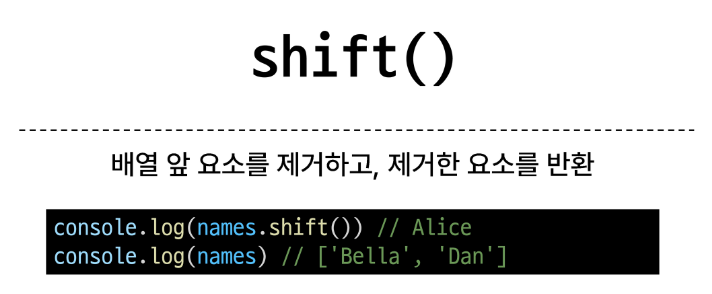 shift()
배열 앞 요소를 제거하고, 제거한 요소를 반환
console.log(names.shift()) // Alice
console.log(names) // ['Bella', 'Dan']